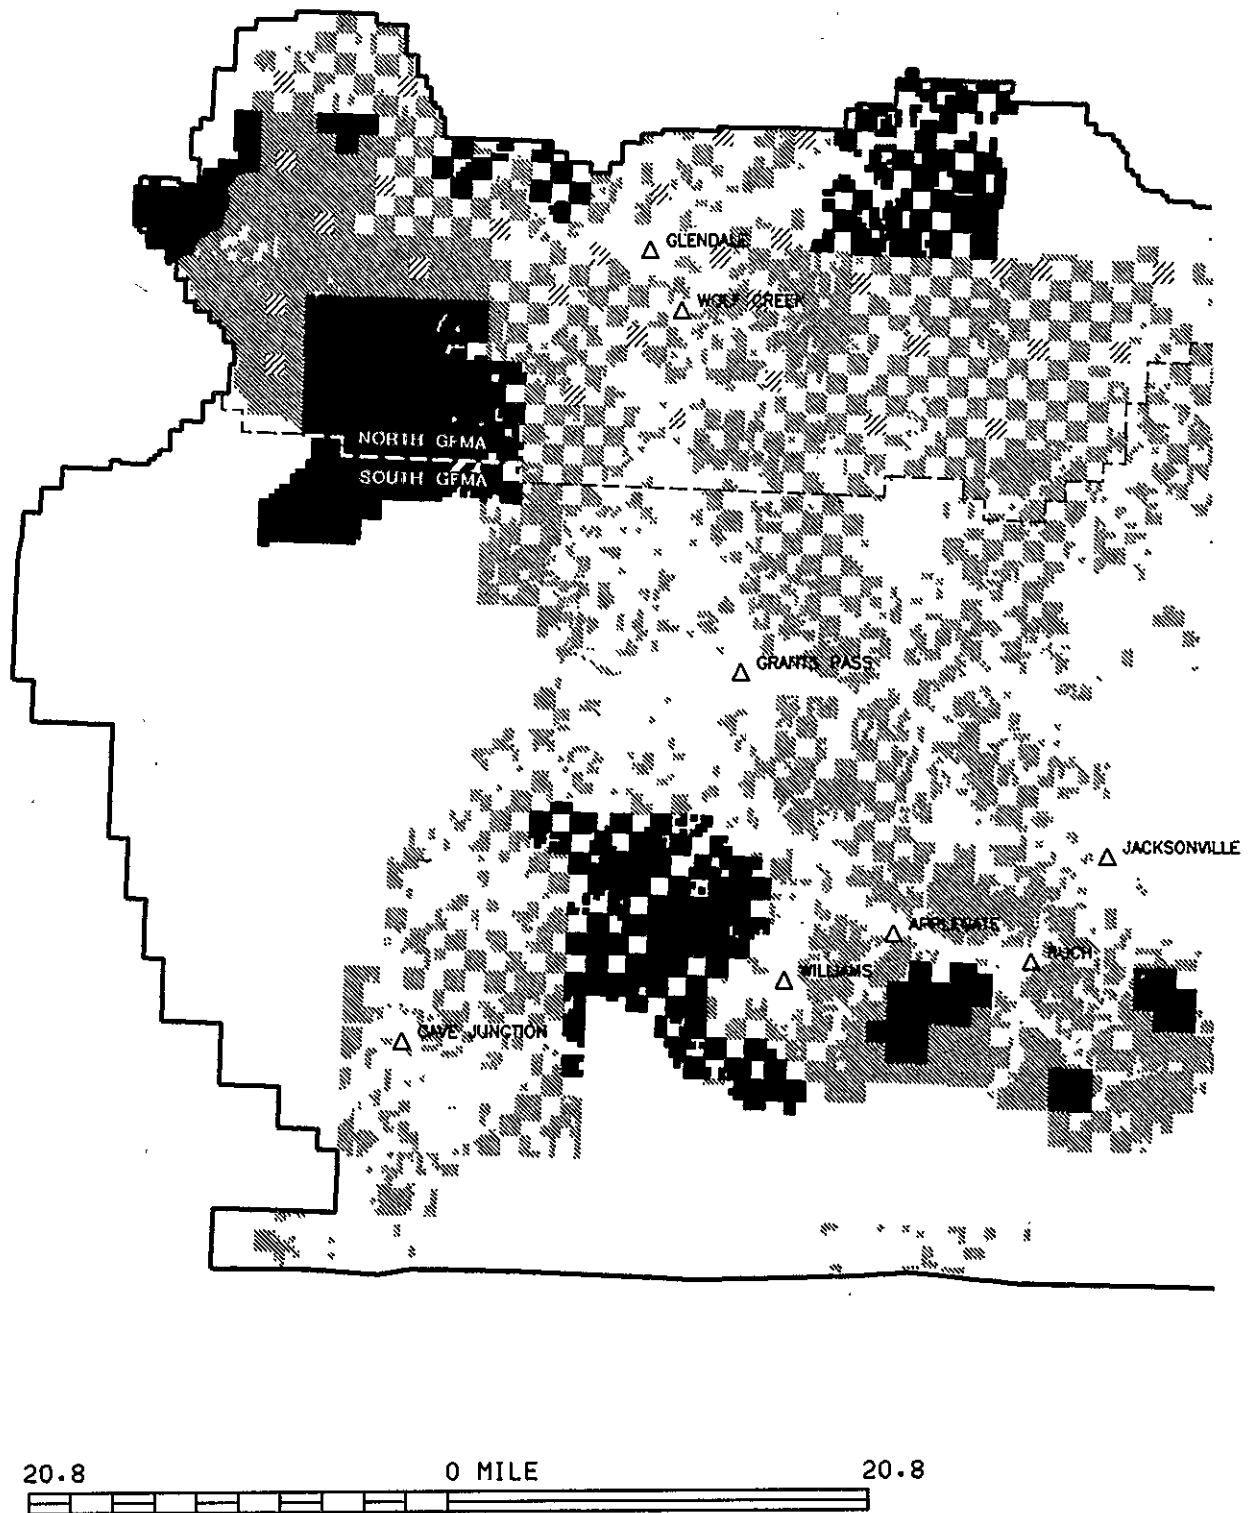 GLENDALE
WOLF CREEK
NORTH GFMA
SOUTH GFMA
GRANTS PASS
JACKSONVILLE
APPLEGATE
RUCH
WILLIAMS
CAVE JUNCTION
20.8 0 MILE 20.8